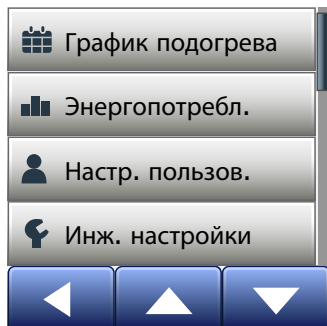 График подогрева
Энергопотребл.
Настр. пользов.
Инж. настройки